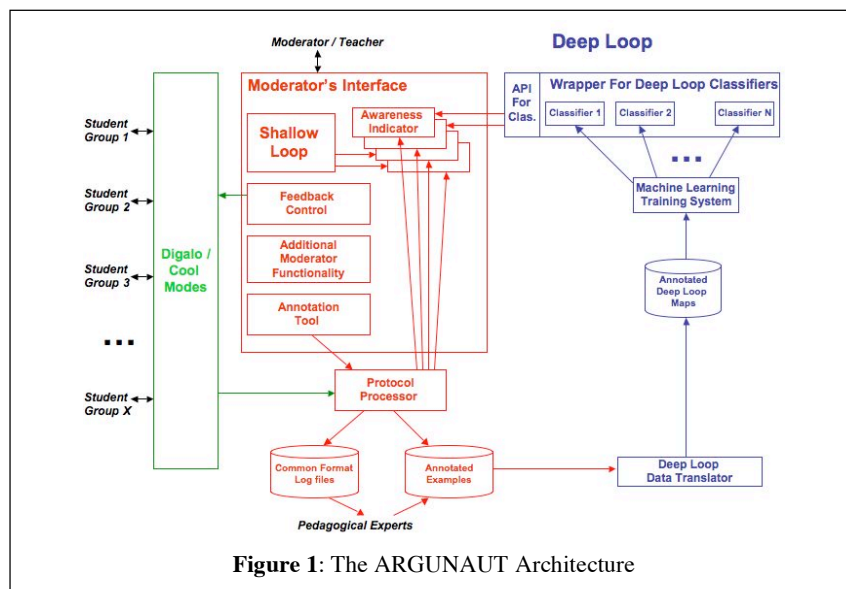 Moderator / Teacher
Deep Loop
Moderator's Interface
Awareness
Indicator
Shallow
Loop
Feedback
Control
Additional
Moderator
Functionality
Annotation
Tool
API
For
Clas.
Wrapper For Deep Loop Classifiers
Classifier 1
Classifier 2
Classifier N
...
Machine Learning
Training System
Annotated
Deep Loop
Maps
Student
Group 1
Student
Group 2
Student
Group 3
...
Student
Group X
Digalo /
Cool
Modes
Protocol
Processor
Common Format
Log files
Annotated
Examples
Deep Loop
Data Translator
Pedagogical Experts
Figure 1: The ARGUNAUT Architecture